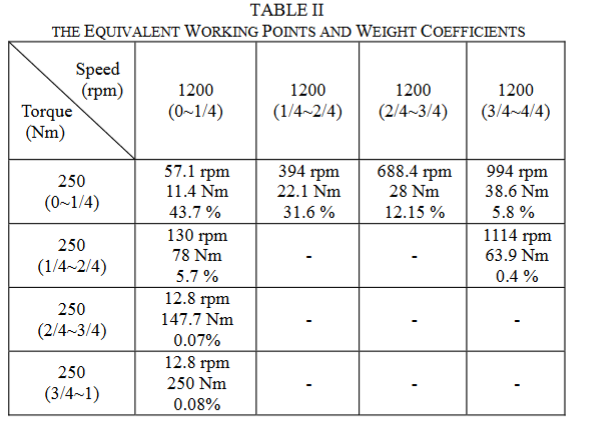 TABLE II
THE EQUIVALENT WORKING POINTS AND WEIGHT COEFFICIENTS
Speed
(rpm)
Torque
(Nm)
1200
(0~1/4)
1200
(1/4~2/4)
1200
(2/4~3/4)
1200
(3/4~4/4)
250
(0~1/4)
57.1 rpm
11.4 Nm
43.7 %
394 rpm
22.1 Nm
31.6 %
688.4 rpm
28 Nm
12.15 %
994 rpm
38.6 Nm
5.8 %
250
(1/4~2/4)
130 rpm
78 Nm
5.7 %
-
-
1114 rpm
63.9 Nm
0.4 %
250
(2/4~3/4)
12.8 rpm
147.7 Nm
0.07%
-
-
-
250
(3/4~1)
12.8 rpm
250 Nm
0.08%
-
-
-